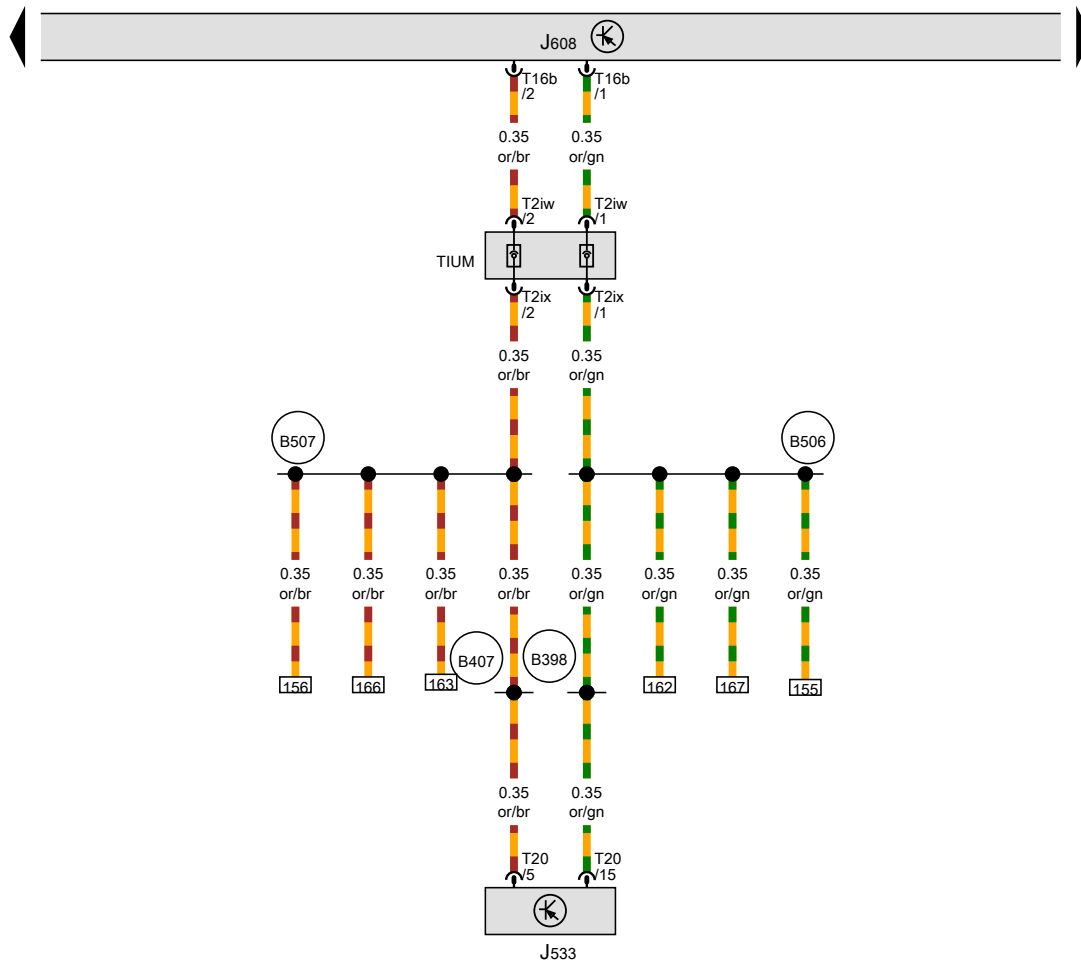 J608
T16b
/2
T16b
/1
0.35
or/br
0.35
or/gn
T2iw
/2
T2iw
/1
TIUM
T2ix
/2
T2ix
/1
0.35
or/br
0.35
or/gn
B507
B506
0.35
or/br
0.35
or/br
0.35
or/br
0.35
or/br
0.35
or/gn
0.35
or/gn
0.35
or/gn
0.35
or/gn
B407
B398
156
166
163
162
167
155
0.35
or/br
0.35
or/gn
T20
/5
T20
/15
J533